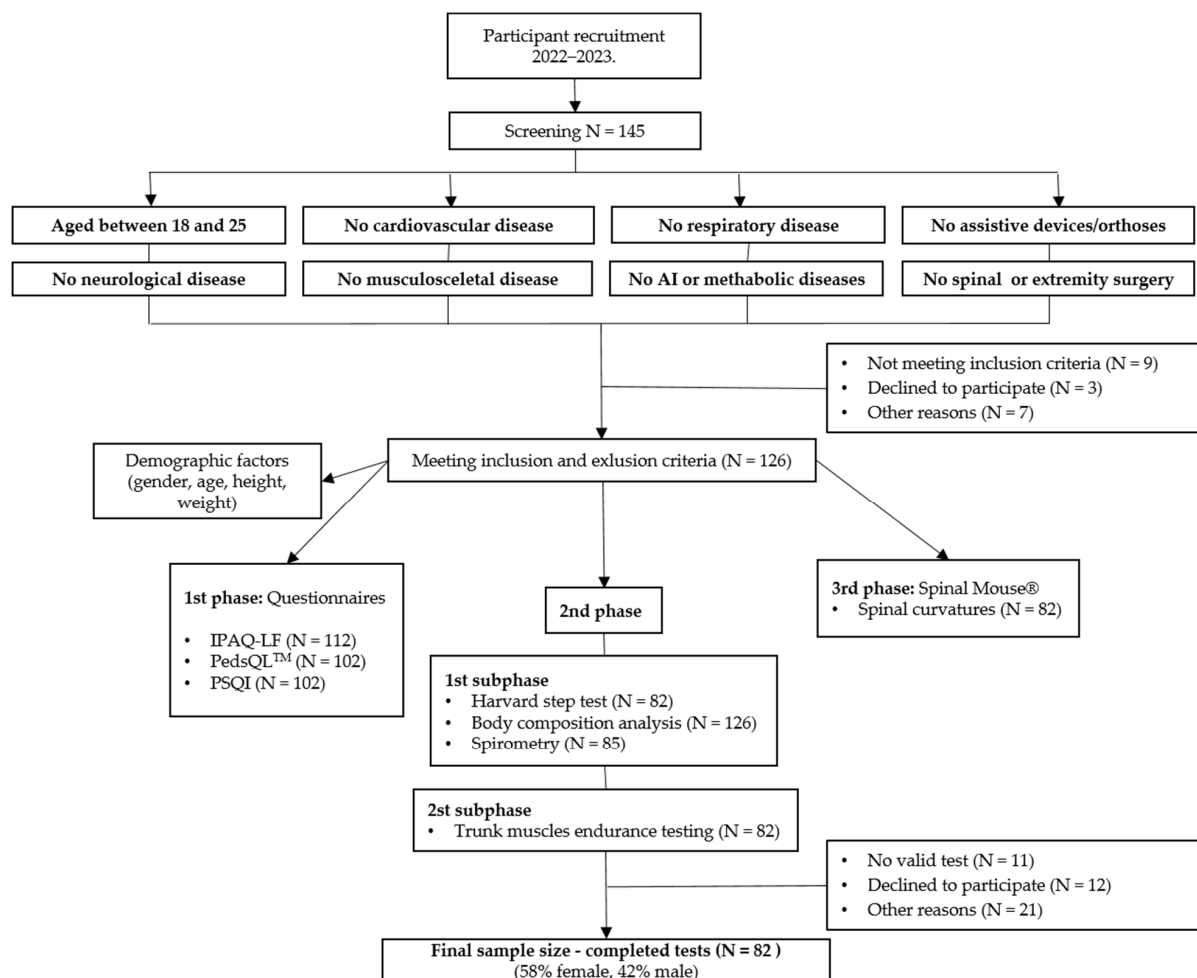 Participant recruitment
2022–2023.
Screening N = 145
Aged between 18 and 25
No cardiovascular disease
No respiratory disease
No assistive devices/orthoses
No neurological disease
No musculosceletal disease
No AI or methabolic diseases
No spinal or extremity surgery
• Not meeting inclusion criteria (N = 9)
• Declined to participate (N = 3)
• Other reasons (N = 7)
Meeting inclusion and exlusion criteria (N = 126)
Demographic factors
(gender, age, height,
weight)
1st phase: Questionnaires
• IPAQ-LF (N = 112)
• PedsQL™ (N = 102)
• PSQI (N = 102)
2nd phase
3rd phase: Spinal Mouse®
• Spinal curvatures (N = 82)
1st subphase
• Harvard step test (N = 82)
• Body composition analysis (N = 126)
• Spirometry (N = 85)
2st subphase
• Trunk muscles endurance testing (N = 82)
• No valid test (N = 11)
• Declined to participate (N = 12)
• Other reasons (N = 21)
Final sample size - completed tests (N = 82 )
(58% female, 42% male)